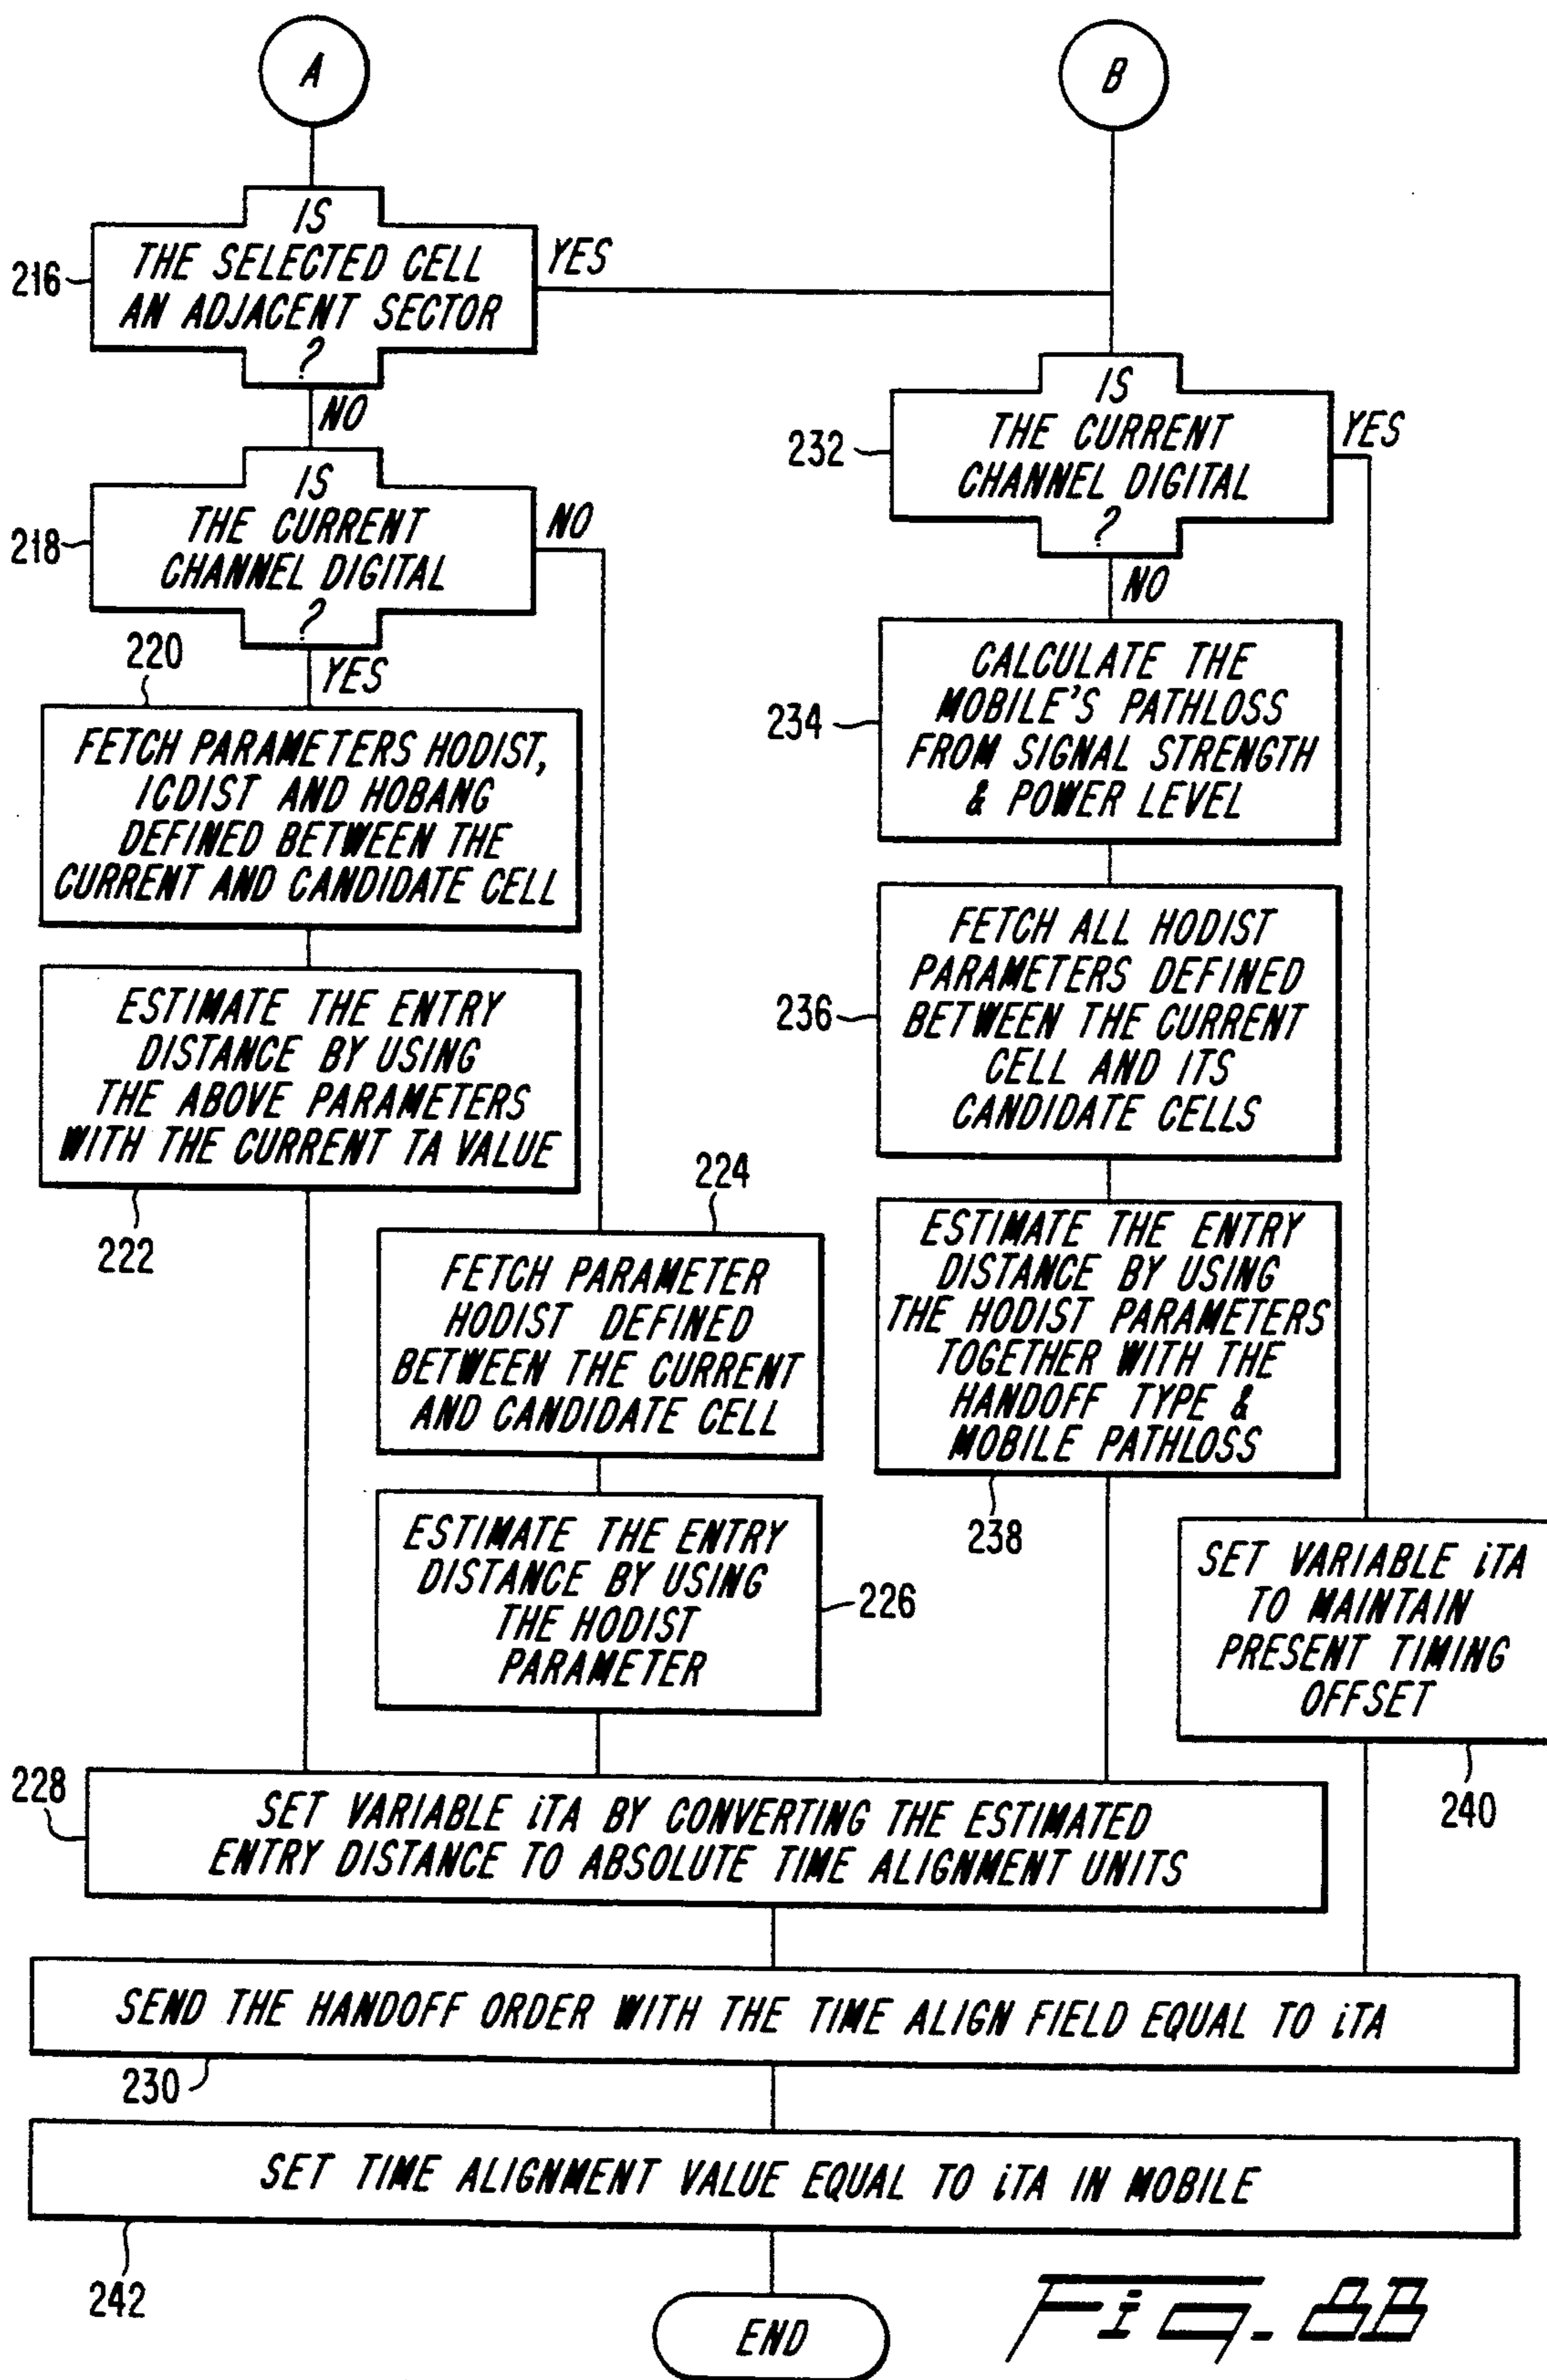 A
B
IS
THE SELECTED CELL
AN ADJACENT SECTOR
?
YES
216
NO
IS
THE CURRENT
CHANNEL DIGITAL
?
NO
218
YES
220
FETCH PARAMETERS HODIST,
ICDIST AND HOBANG
DEFINED BETWEEN THE
CURRENT AND CANDIDATE CELL
ESTIMATE THE ENTRY
DISTANCE BY USING
THE ABOVE PARAMETERS
WITH THE CURRENT TA VALUE
222
224
FETCH PARAMETER
HODIST DEFINED
BETWEEN THE CURRENT
AND CANDIDATE CELL
ESTIMATE THE ENTRY
DISTANCE BY USING
THE HODIST
PARAMETER
226
IS
THE CURRENT
CHANNEL DIGITAL
?
YES
232
NO
CALCULATE THE
MOBILE'S PATHLOSS
FROM SIGNAL STRENGTH
& POWER LEVEL
234
FETCH ALL HODIST
PARAMETERS DEFINED
BETWEEN THE CURRENT
CELL AND ITS
CANDIDATE CELLS
236
ESTIMATE THE ENTRY
DISTANCE BY USING
THE HODIST PARAMETERS
TOGETHER WITH THE
HANDOFF TYPE &
MOBILE PATHLOSS
238
SET VARIABLE iTA
TO MAINTAIN
PRESENT TIMING
OFFSET
240
228
SET VARIABLE iTA BY CONVERTING THE ESTIMATED
ENTRY DISTANCE TO ABSOLUTE TIME ALIGNMENT UNITS
SEND THE HANDOFF ORDER WITH THE TIME ALIGN FIELD EQUAL TO iTA
230
SET TIME ALIGNMENT VALUE EQUAL TO iTA IN MOBILE
242
END
Fig. 8B